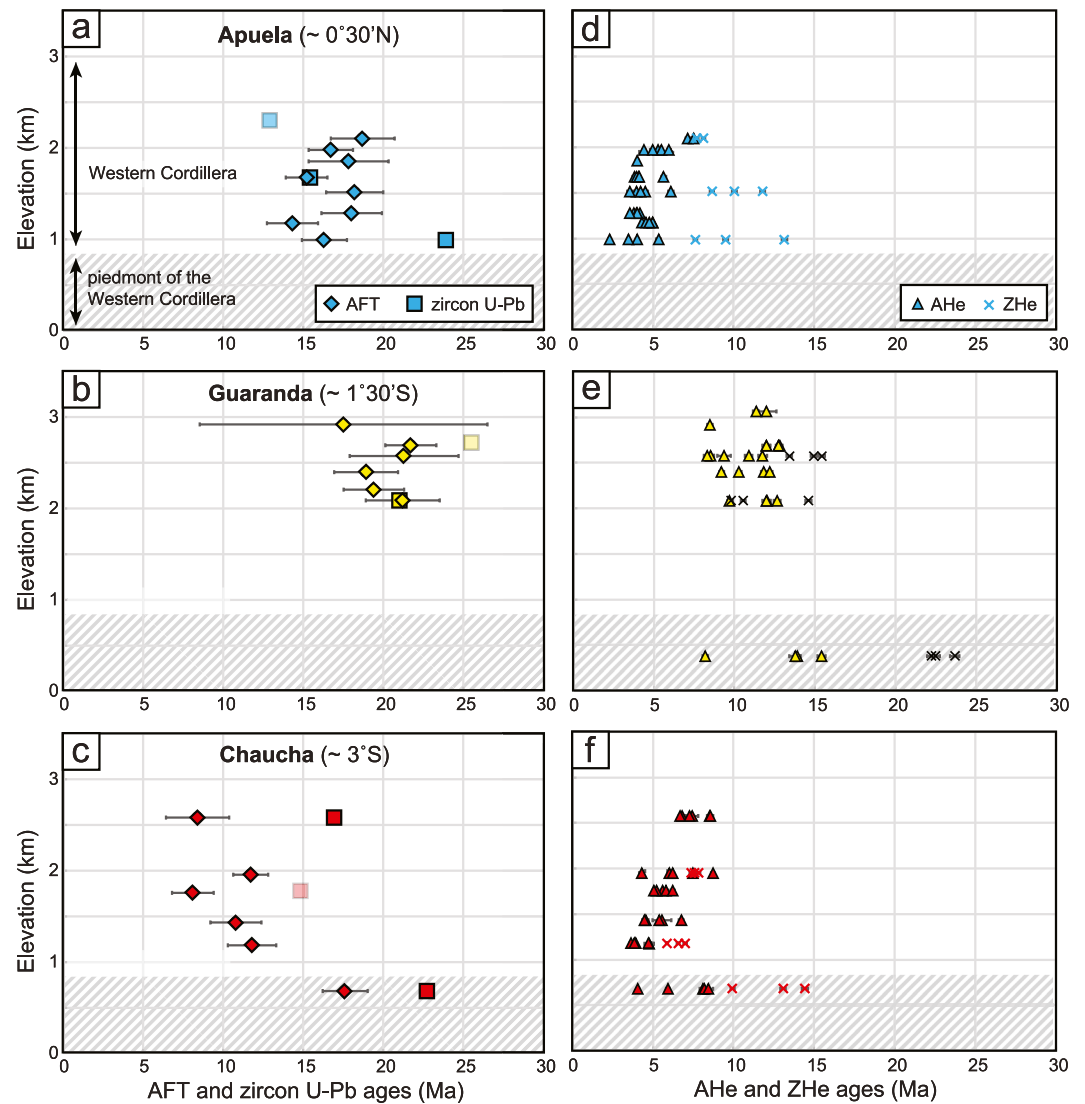 a
Apuela (~ 0˚30'N)
3
2
1
0
Elevation (km)
Western Cordillera
piedmont of the
Western Cordillera
AFT
zircon U-Pb
0 5 10 15 20 25 30
d
AHe
ZHe
0 5 10 15 20 25 30
b
Guaranda (~ 1˚30'S)
3
2
1
0
Elevation (km)
0 5 10 15 20 25 30
e
0 5 10 15 20 25 30
c
Chaucha (~ 3˚S)
3
2
1
0
Elevation (km)
0 5 10 15 20 25 30
AFT and zircon U-Pb ages (Ma)
f
0 5 10 15 20 25 30
AHe and ZHe ages (Ma)